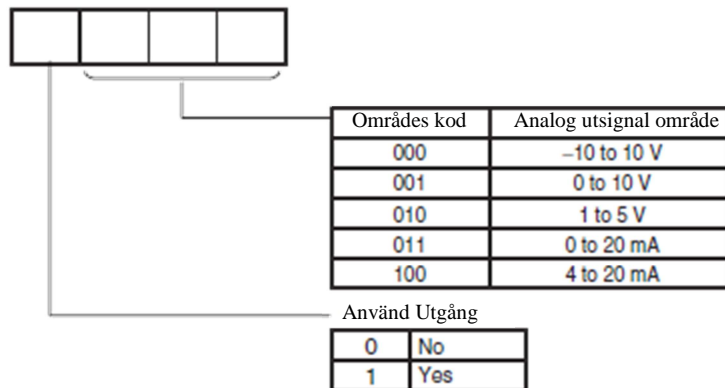 Områdes kod Analog utsignal område
000 –10 to 10 V
001 0 to 10 V
010 1 to 5 V
011 0 to 20 mA
100 4 to 20 mA
Använd Utgång
0 No
1 Yes